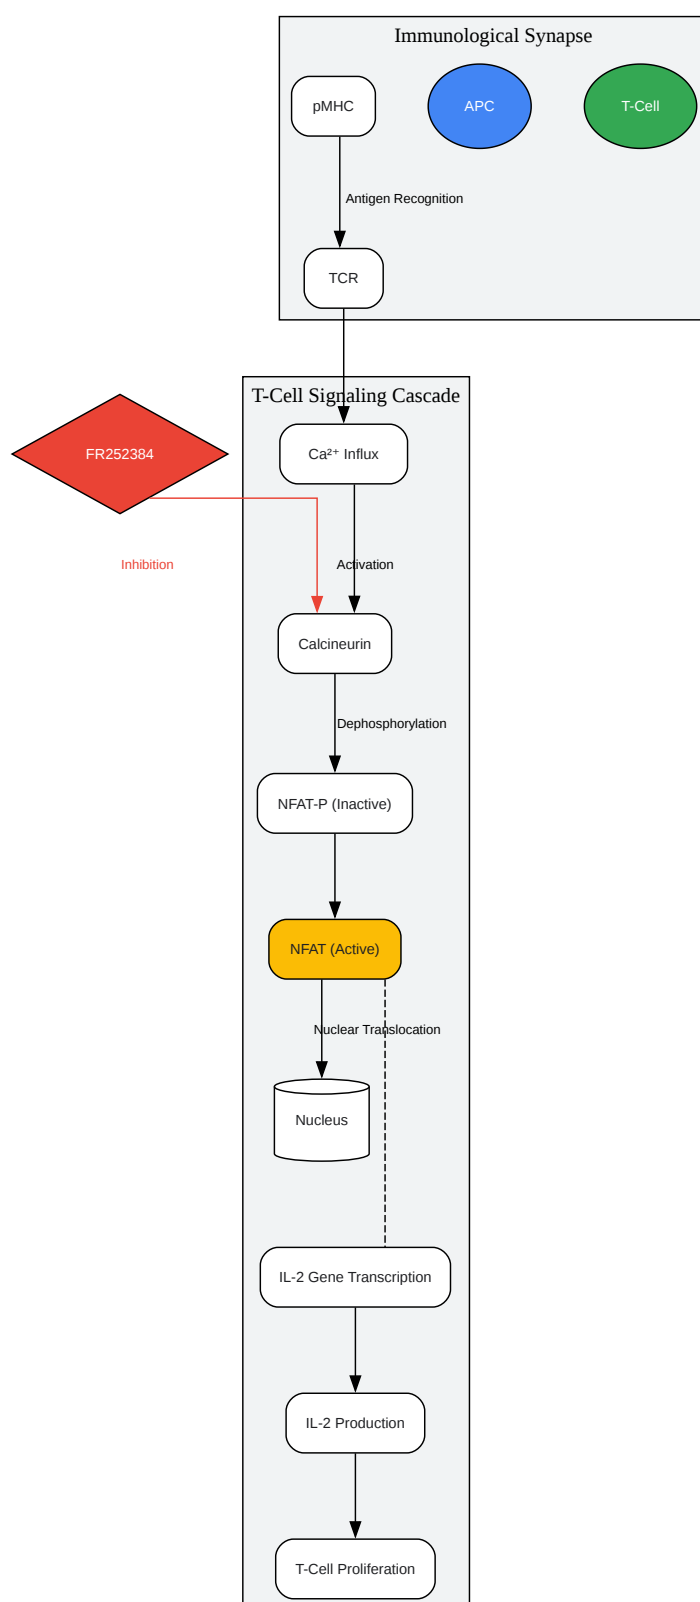 Immunological Synapse
pMHC
APC
T-Cell
Antigen Recognition
TCR
T-Cell Signaling Cascade
FR252384
Ca²⁺ Influx
Inhibition
Activation
Calcineurin
Dephosphorylation
NFAT-P (Inactive)
NFAT (Active)
Nuclear Translocation
Nucleus
IL-2 Gene Transcription
IL-2 Production
T-Cell Proliferation